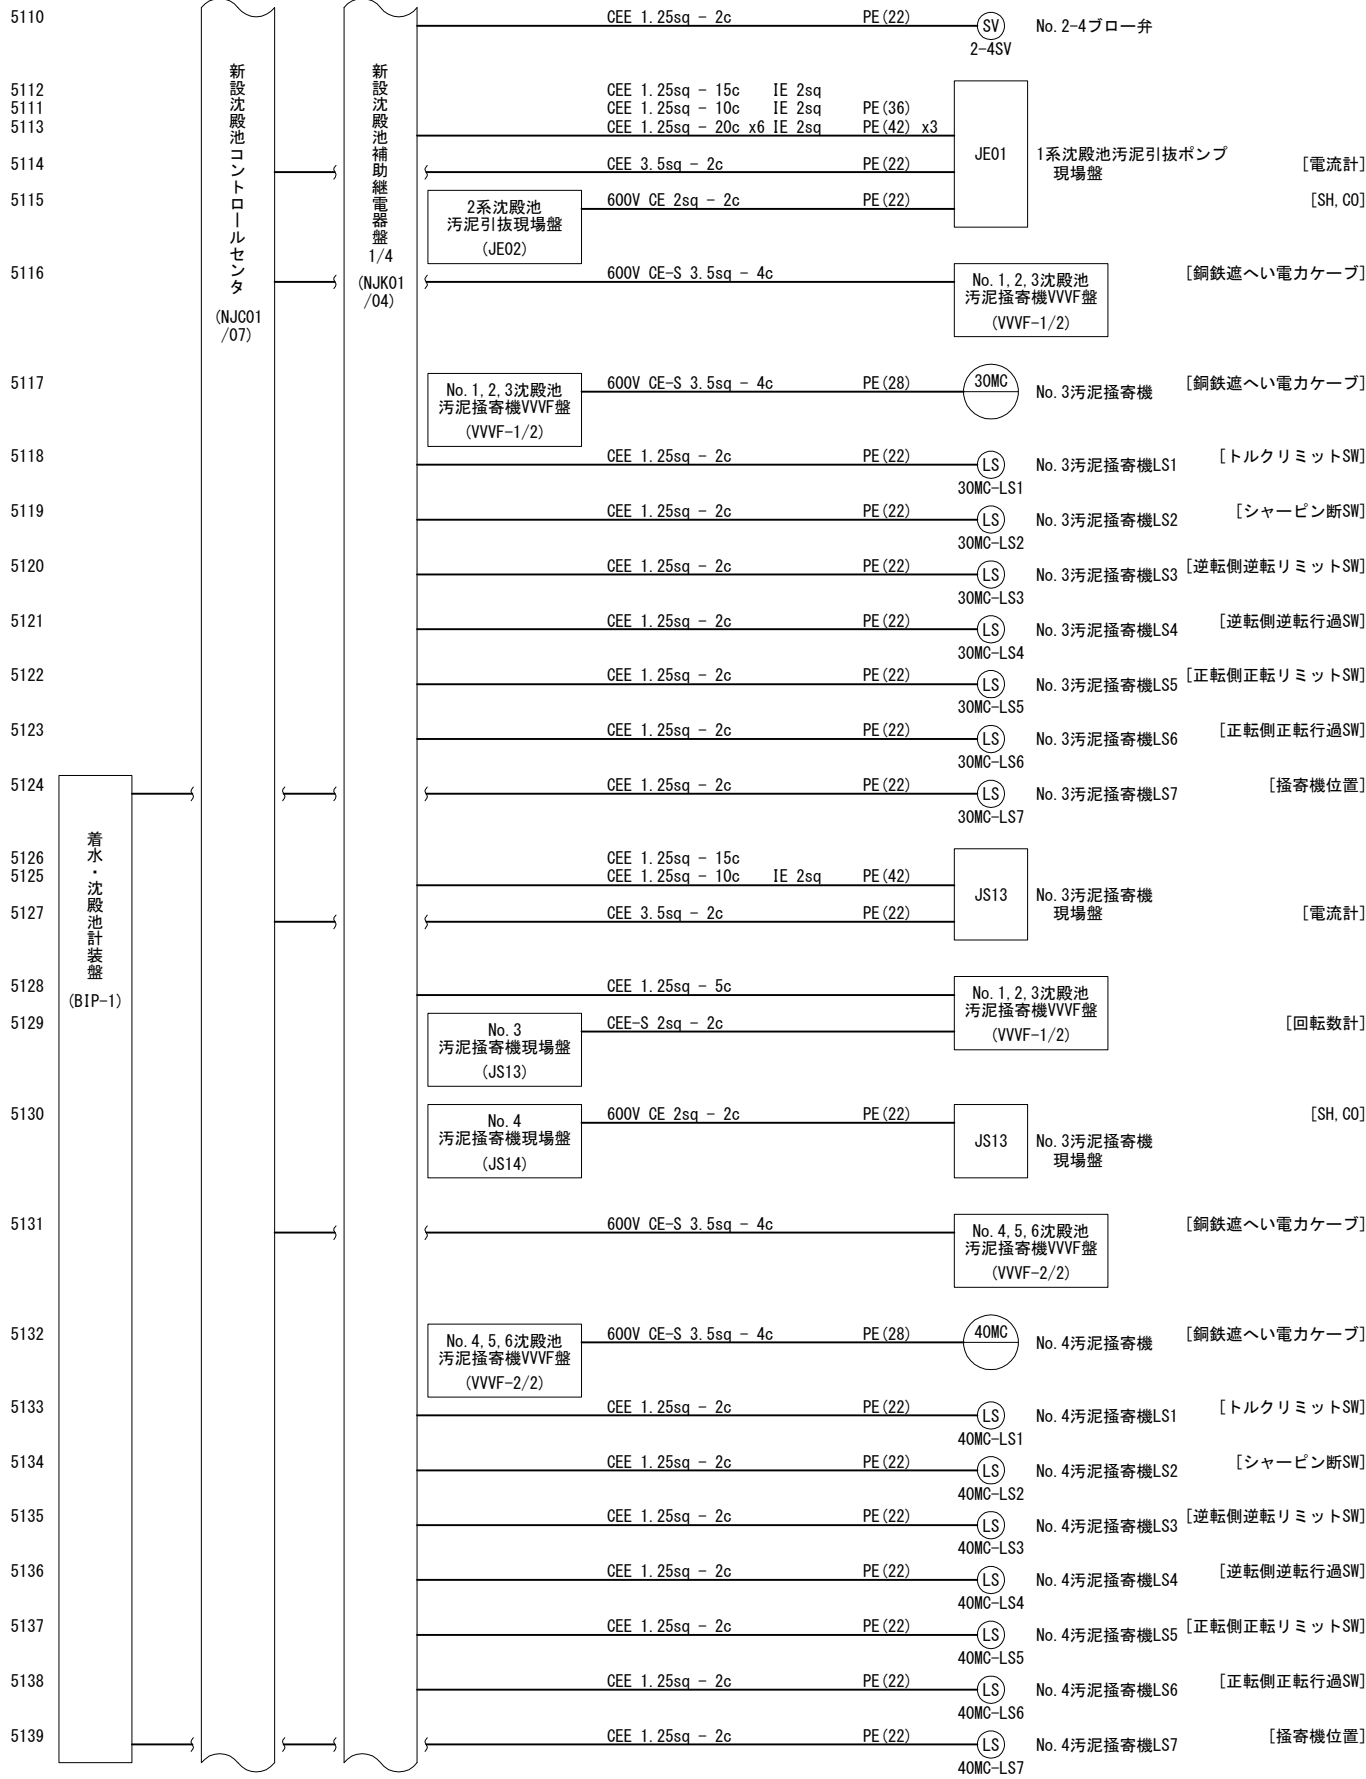 5110 CEE 1.25sq - 2c PE(22) SV No.2-4ブロー弁
2-4SV
新設沈殿池コントロールセンタ
(NJC01
/07)
新設沈殿池補助継電器盤
1/4
(NJK01
/04)
5112 CEE 1.25sq - 15c IE 2sq
5111 CEE 1.25sq - 10c IE 2sq PE(36)
5113 CEE 1.25sq - 20c x6 IE 2sq PE(42) x3
JE01 1系沈殿池汚泥引抜ポンプ
現場盤
5114 CEE 3.5sq - 2c PE(22) [電流計]
5115 2系沈殿池
汚泥引抜現場盤
(JE02)
600V CE 2sq - 2c PE(22) [SH,CO]
5116 600V CE-S 3.5sq - 4c No.1,2,3沈殿池
汚泥掻寄機VVVF盤
(VVVF-1/2)
[銅鉄遮へい電力ケーブ]
5117 No.1,2,3沈殿池
汚泥掻寄機VVVF盤
(VVVF-1/2)
600V CE-S 3.5sq - 4c PE(28) 30MC No.3汚泥掻寄機 [銅鉄遮へい電力ケーブ]
5118 CEE 1.25sq - 2c PE(22) LS No.3汚泥掻寄機LS1 [トルクリミットSW]
30MC-LS1
5119 CEE 1.25sq - 2c PE(22) LS No.3汚泥掻寄機LS2 [シャーピン断SW]
30MC-LS2
5120 CEE 1.25sq - 2c PE(22) LS No.3汚泥掻寄機LS3 [逆転側逆転リミットSW]
30MC-LS3
5121 CEE 1.25sq - 2c PE(22) LS No.3汚泥掻寄機LS4 [逆転側逆転行過SW]
30MC-LS4
5122 CEE 1.25sq - 2c PE(22) LS No.3汚泥掻寄機LS5 [正転側正転リミットSW]
30MC-LS5
5123 CEE 1.25sq - 2c PE(22) LS No.3汚泥掻寄機LS6 [正転側正転行過SW]
30MC-LS6
5124 CEE 1.25sq - 2c PE(22) LS No.3汚泥掻寄機LS7 [掻寄機位置]
30MC-LS7
着水・沈殿池計装盤
(BIP-1)
5126 CEE 1.25sq - 15c
5125 CEE 1.25sq - 10c IE 2sq PE(42)
JS13 No.3汚泥掻寄機
現場盤
5127 CEE 3.5sq - 2c PE(22) [電流計]
5128 CEE 1.25sq - 5c No.1,2,3沈殿池
汚泥掻寄機VVVF盤
(VVVF-1/2)
5129 No.3
汚泥掻寄機現場盤
(JS13)
CEE-S 2sq - 2c [回転数計]
5130 No.4
汚泥掻寄機現場盤
(JS14)
600V CE 2sq - 2c PE(22) JS13 No.3汚泥掻寄機
現場盤
[SH,CO]
5131 600V CE-S 3.5sq - 4c No.4,5,6沈殿池
汚泥掻寄機VVVF盤
(VVVF-2/2)
[銅鉄遮へい電力ケーブ]
5132 No.4,5,6沈殿池
汚泥掻寄機VVVF盤
(VVVF-2/2)
600V CE-S 3.5sq - 4c PE(28) 40MC No.4汚泥掻寄機 [銅鉄遮へい電力ケーブ]
5133 CEE 1.25sq - 2c PE(22) LS No.4汚泥掻寄機LS1 [トルクリミットSW]
40MC-LS1
5134 CEE 1.25sq - 2c PE(22) LS No.4汚泥掻寄機LS2 [シャーピン断SW]
40MC-LS2
5135 CEE 1.25sq - 2c PE(22) LS No.4汚泥掻寄機LS3 [逆転側逆転リミットSW]
40MC-LS3
5136 CEE 1.25sq - 2c PE(22) LS No.4汚泥掻寄機LS4 [逆転側逆転行過SW]
40MC-LS4
5137 CEE 1.25sq - 2c PE(22) LS No.4汚泥掻寄機LS5 [正転側正転リミットSW]
40MC-LS5
5138 CEE 1.25sq - 2c PE(22) LS No.4汚泥掻寄機LS6 [正転側正転行過SW]
40MC-LS6
5139 CEE 1.25sq - 2c PE(22) LS No.4汚泥掻寄機LS7 [掻寄機位置]
40MC-LS7